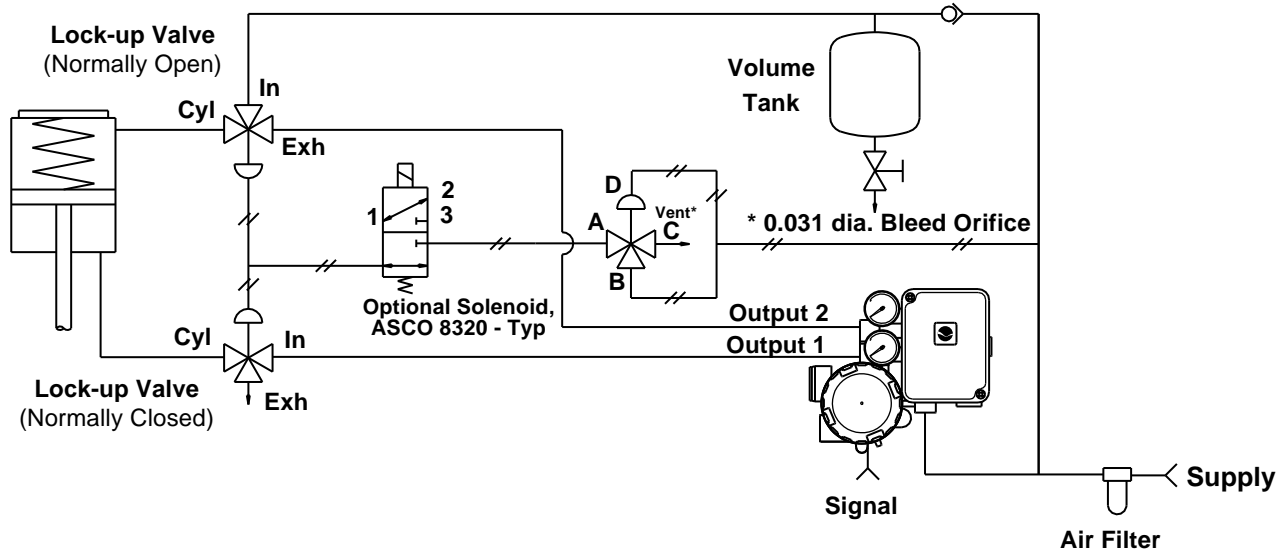 Lock-up Valve
(Normally Open)
In
Cyl
Exh
Volume
Tank
2
1
3
D
A
Vent*
C
B
* 0.031 dia. Bleed Orifice
Optional Solenoid,
ASCO 8320 - Typ
Output 2
Output 1
Cyl
In
Exh
Lock-up Valve
(Normally Closed)
Signal
Supply
Air Filter